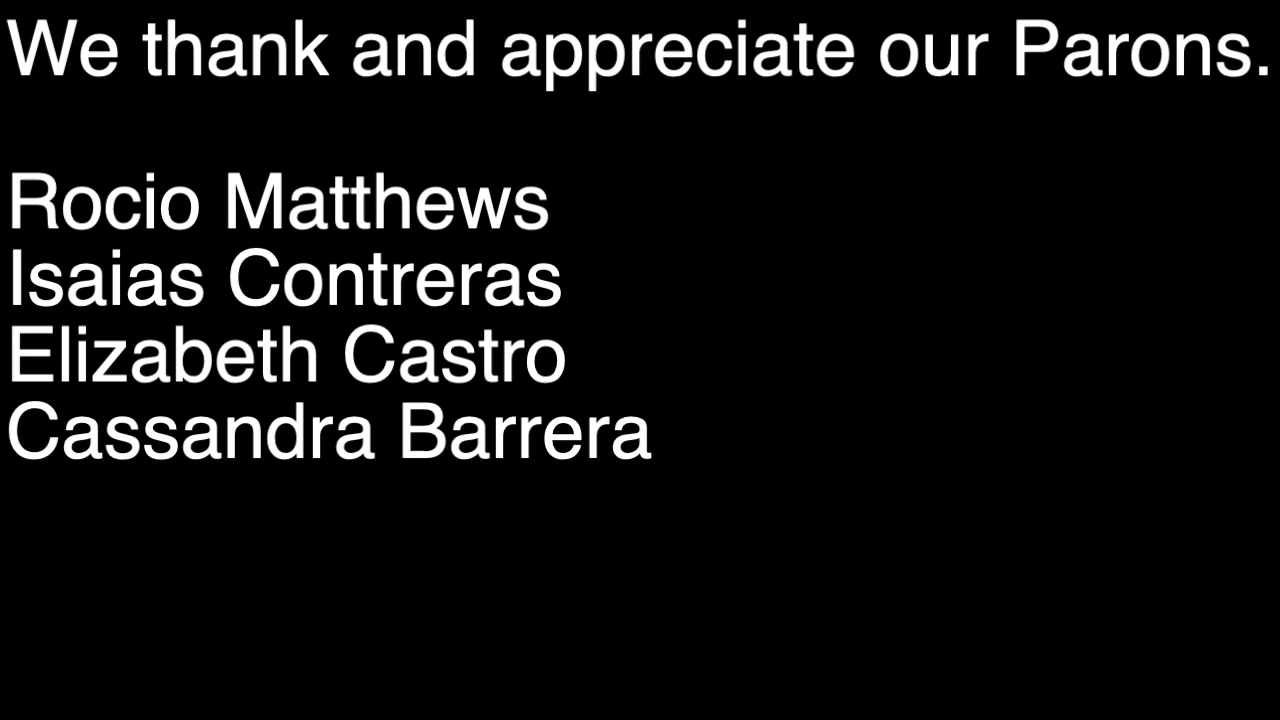 We thank and appreciate our Parons.
Rocio Matthews
Isaias Contreras
Elizabeth Castro
Cassandra Barrera